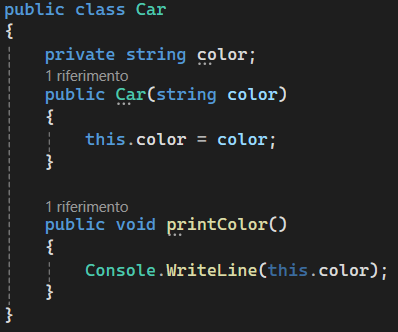 public class Car
{
private string color;
1 riferimento
public Car(string color)
{
this.color = color;
}
1 riferimento
public void printColor()
{
Console.WriteLine(this.color);
}
}